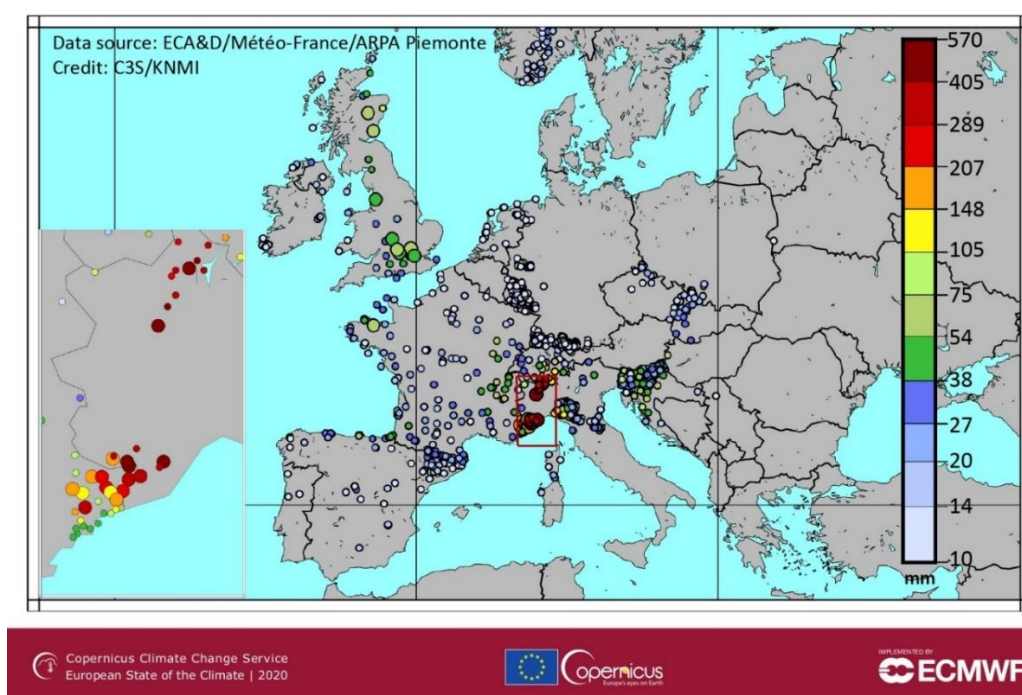 Data source: ECA&D/Météo-France/ARPA Piemonte
Credit: C3S/KNMI
570
405
289
207
148
105
75
54
38
27
20
14
10
mm
Copernicus Climate Change Service
European State of the Climate | 2020
opernicus
Europe's eyes on Earth
IMPLEMENTED BY
ECMWF